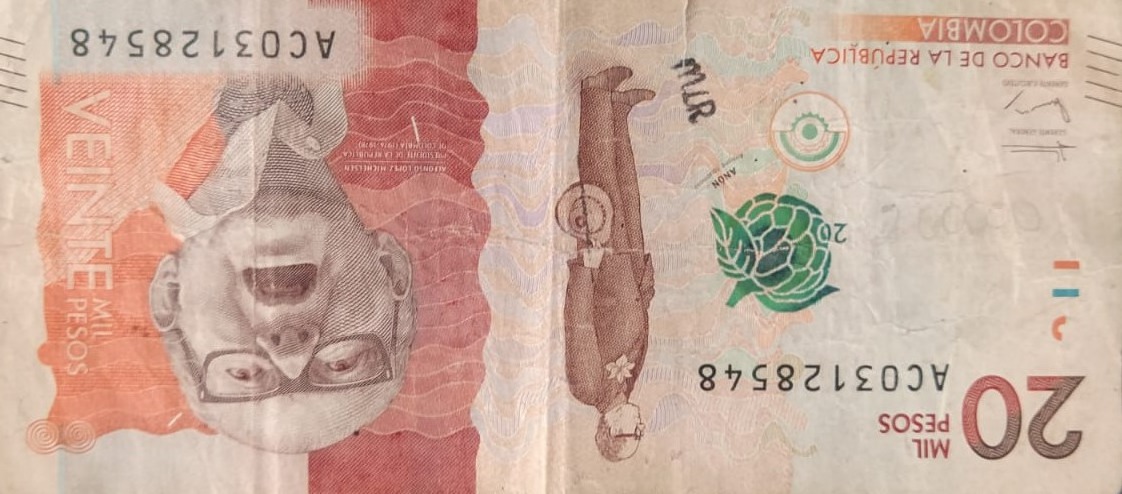 20
MIL
PESOS
AC03128548
20
ANÓN
GERENTE GENERAL
GERENTE EJECUTIVO
BANCO DE LA REPÚBLICA
COLOMBIA
MLR
VEINTE
MIL
PESOS
ALFONSO LÓPEZ MICHELSEN
PRESIDENTE DE LA REPÚBLICA
DE COLOMBIA (1974-1978)
AC03128548